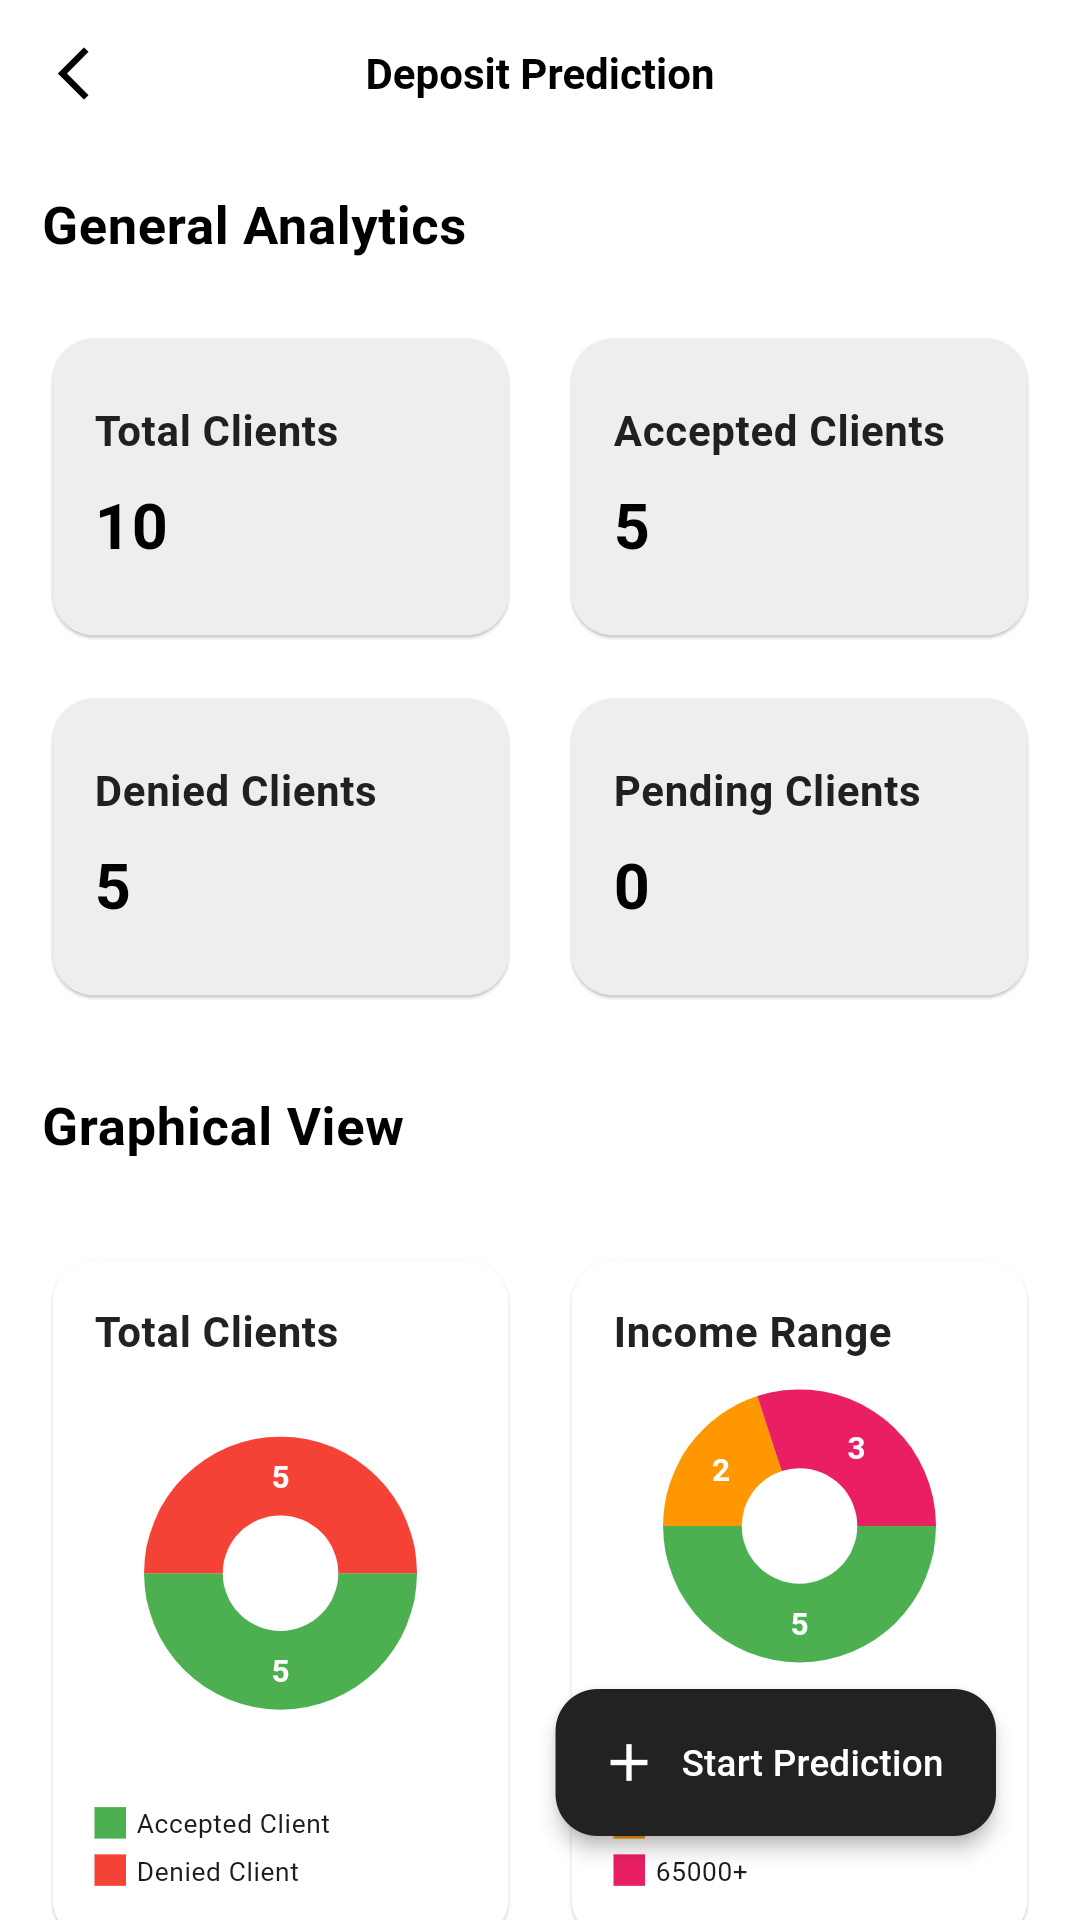 Deposit Prediction
General Analytics
Total Clients
10
Accepted Clients
5
Denied Clients
5
Pending Clients
0
Graphical View
Total Clients
5
5
Accepted Client
Denied Client
Income Range
2
3
5
65000+
Start Prediction